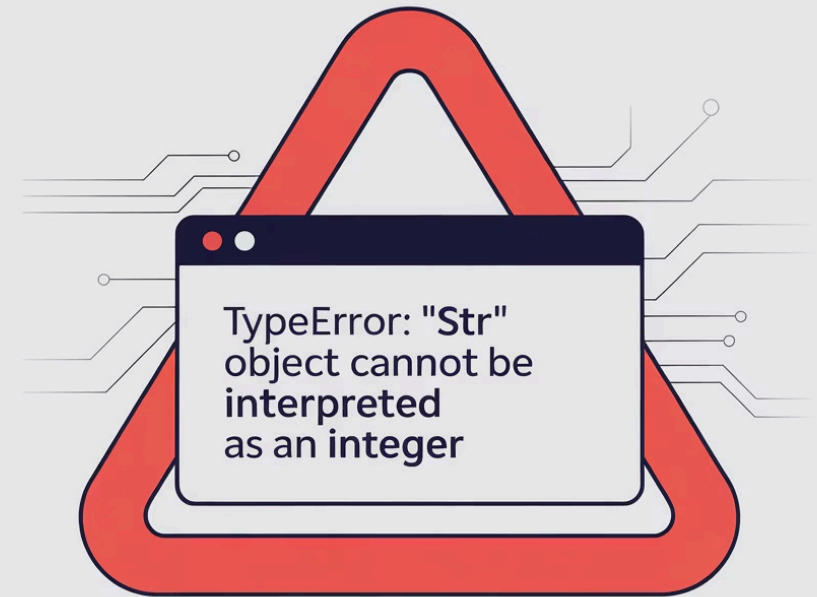 TypeError: "Str"
object cannot be
interpreted
as an integer